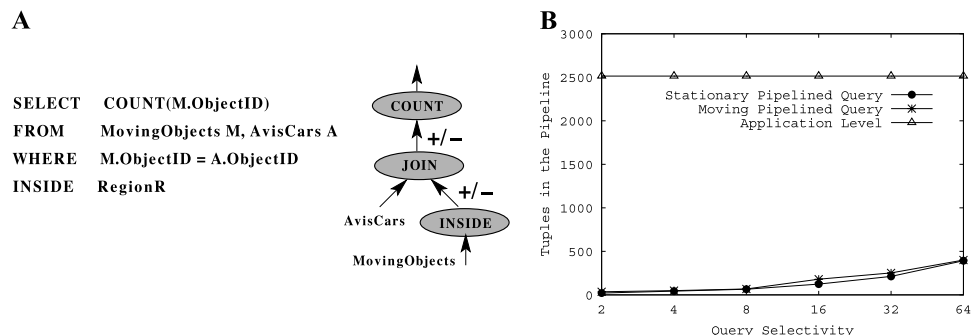 A
SELECT COUNT(M.ObjectID)
FROM MovingObjects M, AvisCars A
WHERE M.ObjectID = A.ObjectID
INSIDE RegionR
COUNT
+/−
JOIN
+/−
AvisCars
INSIDE
MovingObjects
B
3000
2500
2000
1500
1000
500
0
Tuples in the Pipeline
Stationary Pipelined Query
Moving Pipelined Query
Application Level
2 4 8 16 32 64
Query Selectivity